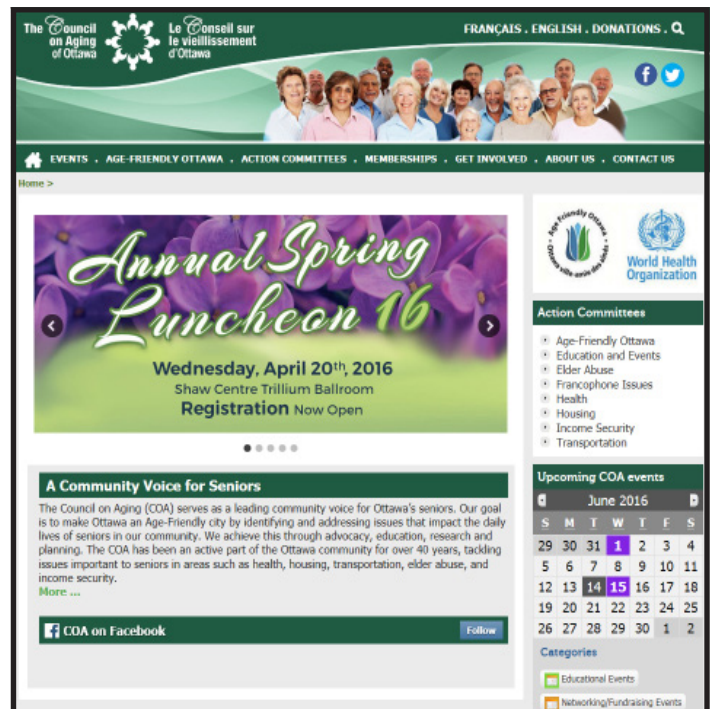 The Council
on Aging
of Ottawa
Le Conseil sur
le vieillissement
d'Ottawa
FRANÇAIS . ENGLISH . DONATIONS .
EVENTS . AGE-FRIENDLY OTTAWA . ACTION COMMITTEES . MEMBERSHIPS . GET INVOLVED . ABOUT US . CONTACT US
Home >
Annual Spring
Luncheon 16
Wednesday, April 20th, 2016
Shaw Centre Trillium Ballroom
Registration Now Open
A Community Voice for Seniors
The Council on Aging (COA) serves as a leading community voice for Ottawa's seniors. Our goal
is to make Ottawa an Age-Friendly city by identifying and addressing issues that impact the daily
lives of seniors in our community. We achieve this through advocacy, education, research and
planning. The COA has been an active part of the Ottawa community for over 40 years, tackling
issues important to seniors in areas such as health, housing, transportation, elder abuse, and
income security.
More ...
f COA on Facebook
Follow
Age Friendly Ottawa
Ottawa ville-amie des aînés
World Health
Organization
Action Committees
Age-Friendly Ottawa
Education and Events
Elder Abuse
Francophone Issues
Health
Housing
Income Security
Transportation
Upcoming COA events
June 2016
S M T W T F S
29 30 31 1 2 3 4
5 6 7 8 9 10 11
12 13 14 15 16 17 18
19 20 21 22 23 24 25
26 27 28 29 30 1 2
Categories
Educational Events
Networking/Fundraising Events